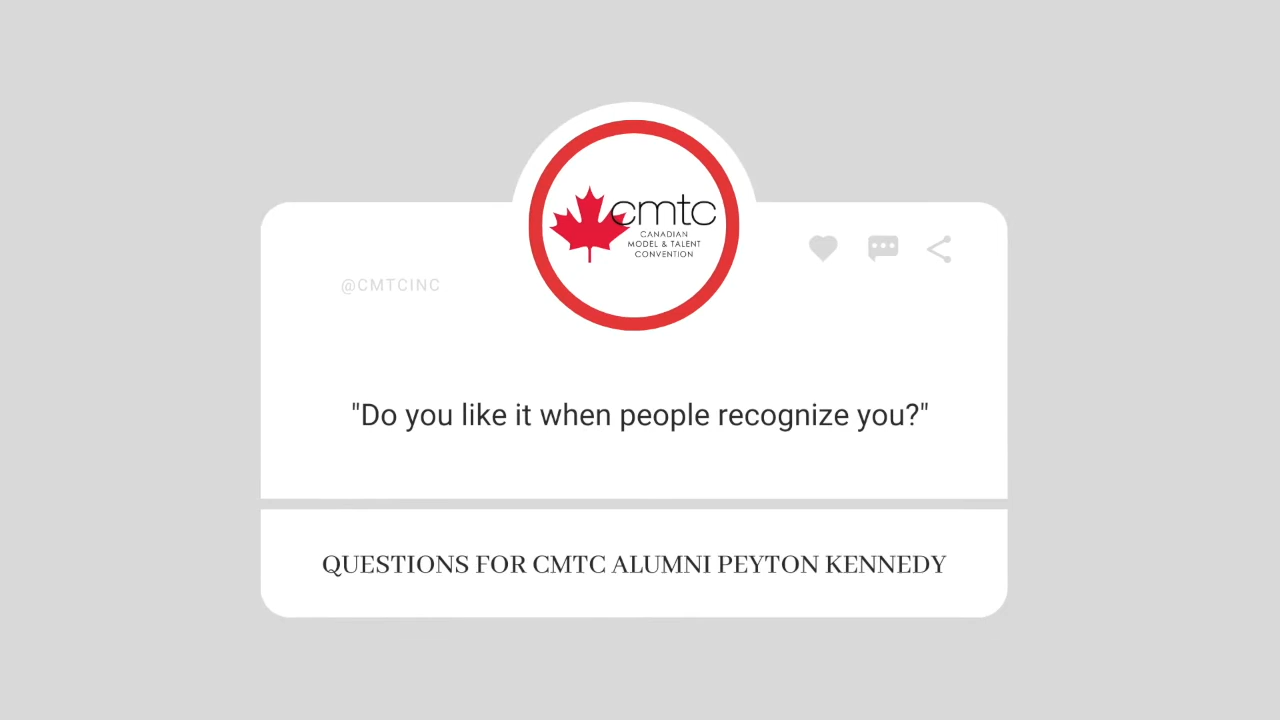 cmtc
CANADIAN
MODEL & TALENT
CONVENTION
@CMTCINC
"Do you like it when people recognize you?"
QUESTIONS FOR CMTC ALUMNI PEYTON KENNEDY